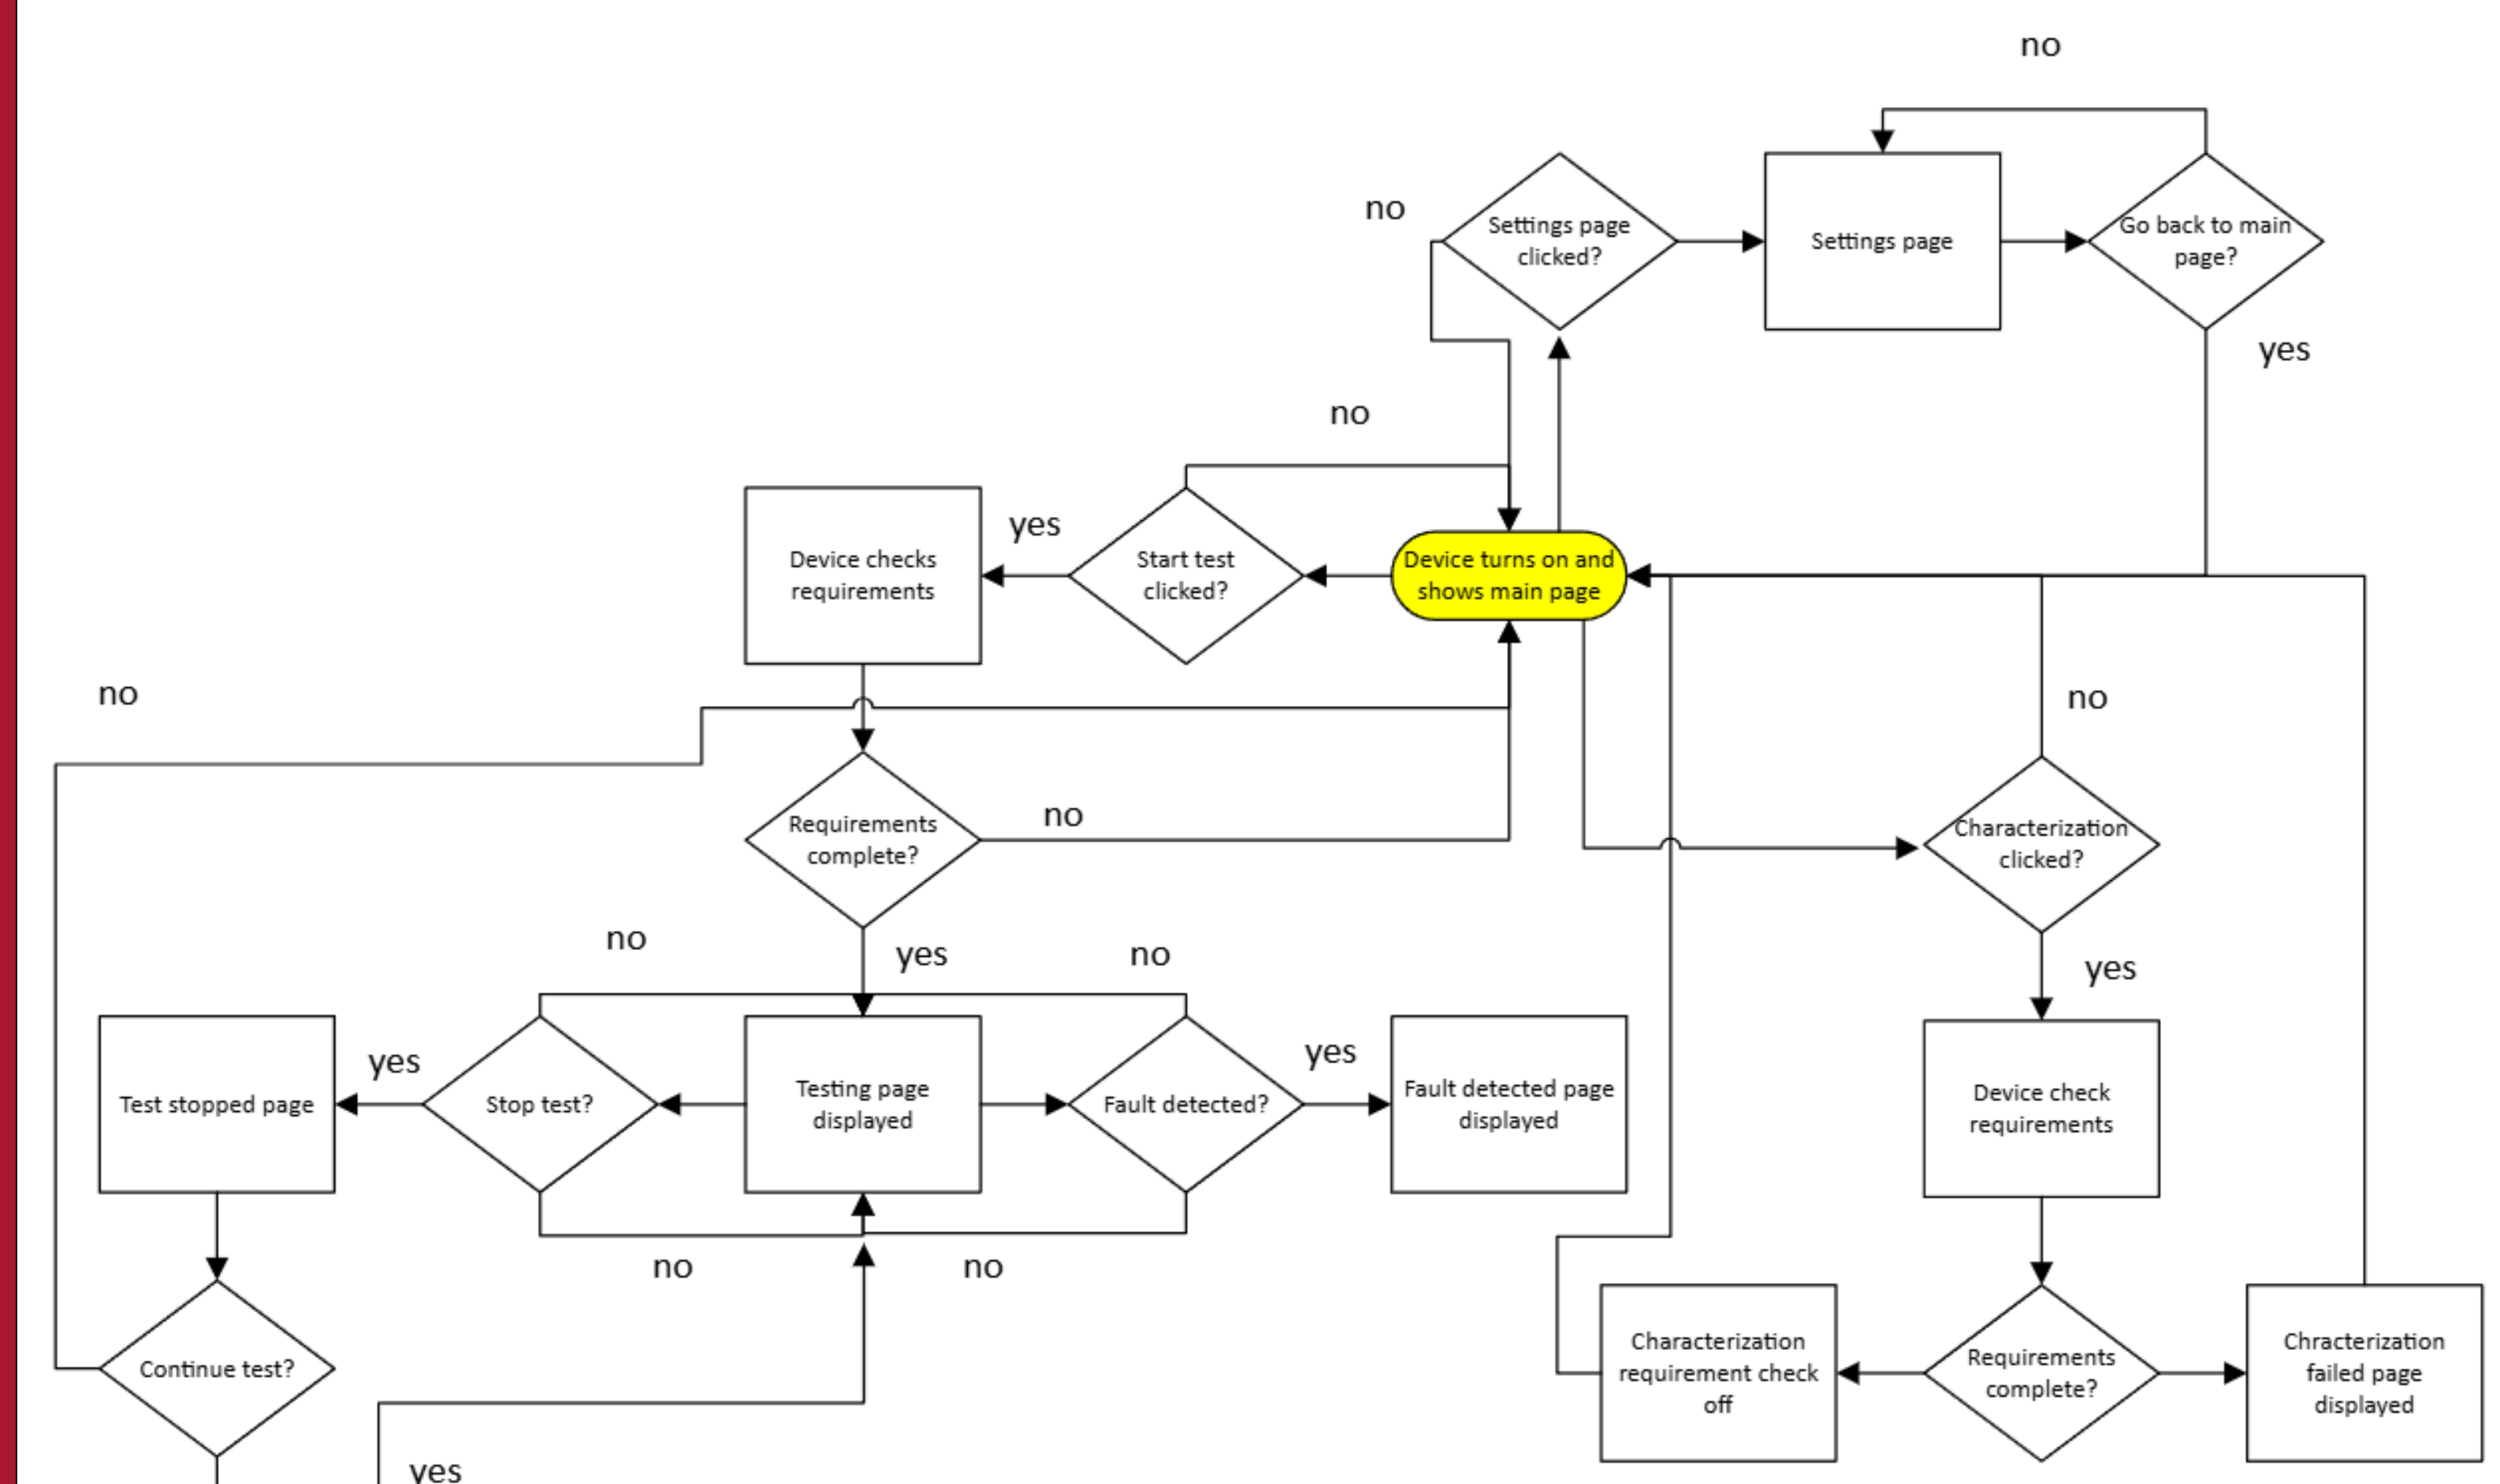 no
no
Settings page
clicked?
Settings page
Go back to main
page?
yes
no
Device checks
requirements
yes
Start test
clicked?
Device turns on and
shows main page
no
no
Requirements
complete?
no
Characterization
clicked?
no
yes
no
yes
Test stopped page
yes
Stop test?
Testing page
displayed
Fault detected?
yes
Fault detected page
displayed
Device check
requirements
no
no
Continue test?
Characterization
requirement check
off
Requirements
complete?
Chracterization
failed page
displayed
yes